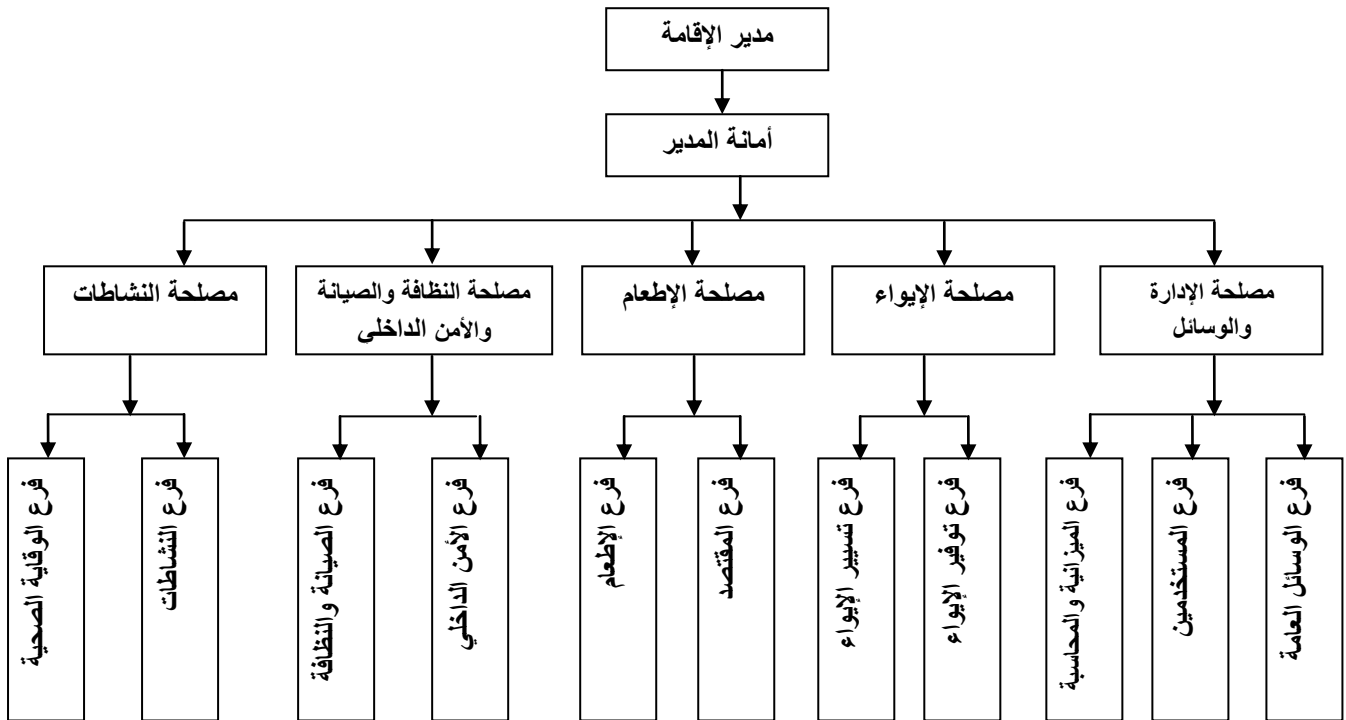 مدير الإقامة
أمانة المدير
مصلحة الإدارة
والوسائل
مصلحة الإيواء
مصلحة الإطعام
مصلحة النظافة والصيانة
والأمن الداخلي
مصلحة النشاطات
فرع الوسائل العامة
فرع المستخدمين
فرع الميزانية والمحاسبة
فرع توفير الإيواء
فرع تسيير الإيواء
فرع المقتصد
فرع الإطعام
فرع الأمن الداخلي
فرع الصيانة والنظافة
فرع النشاطات
فرع الوقاية الصحية